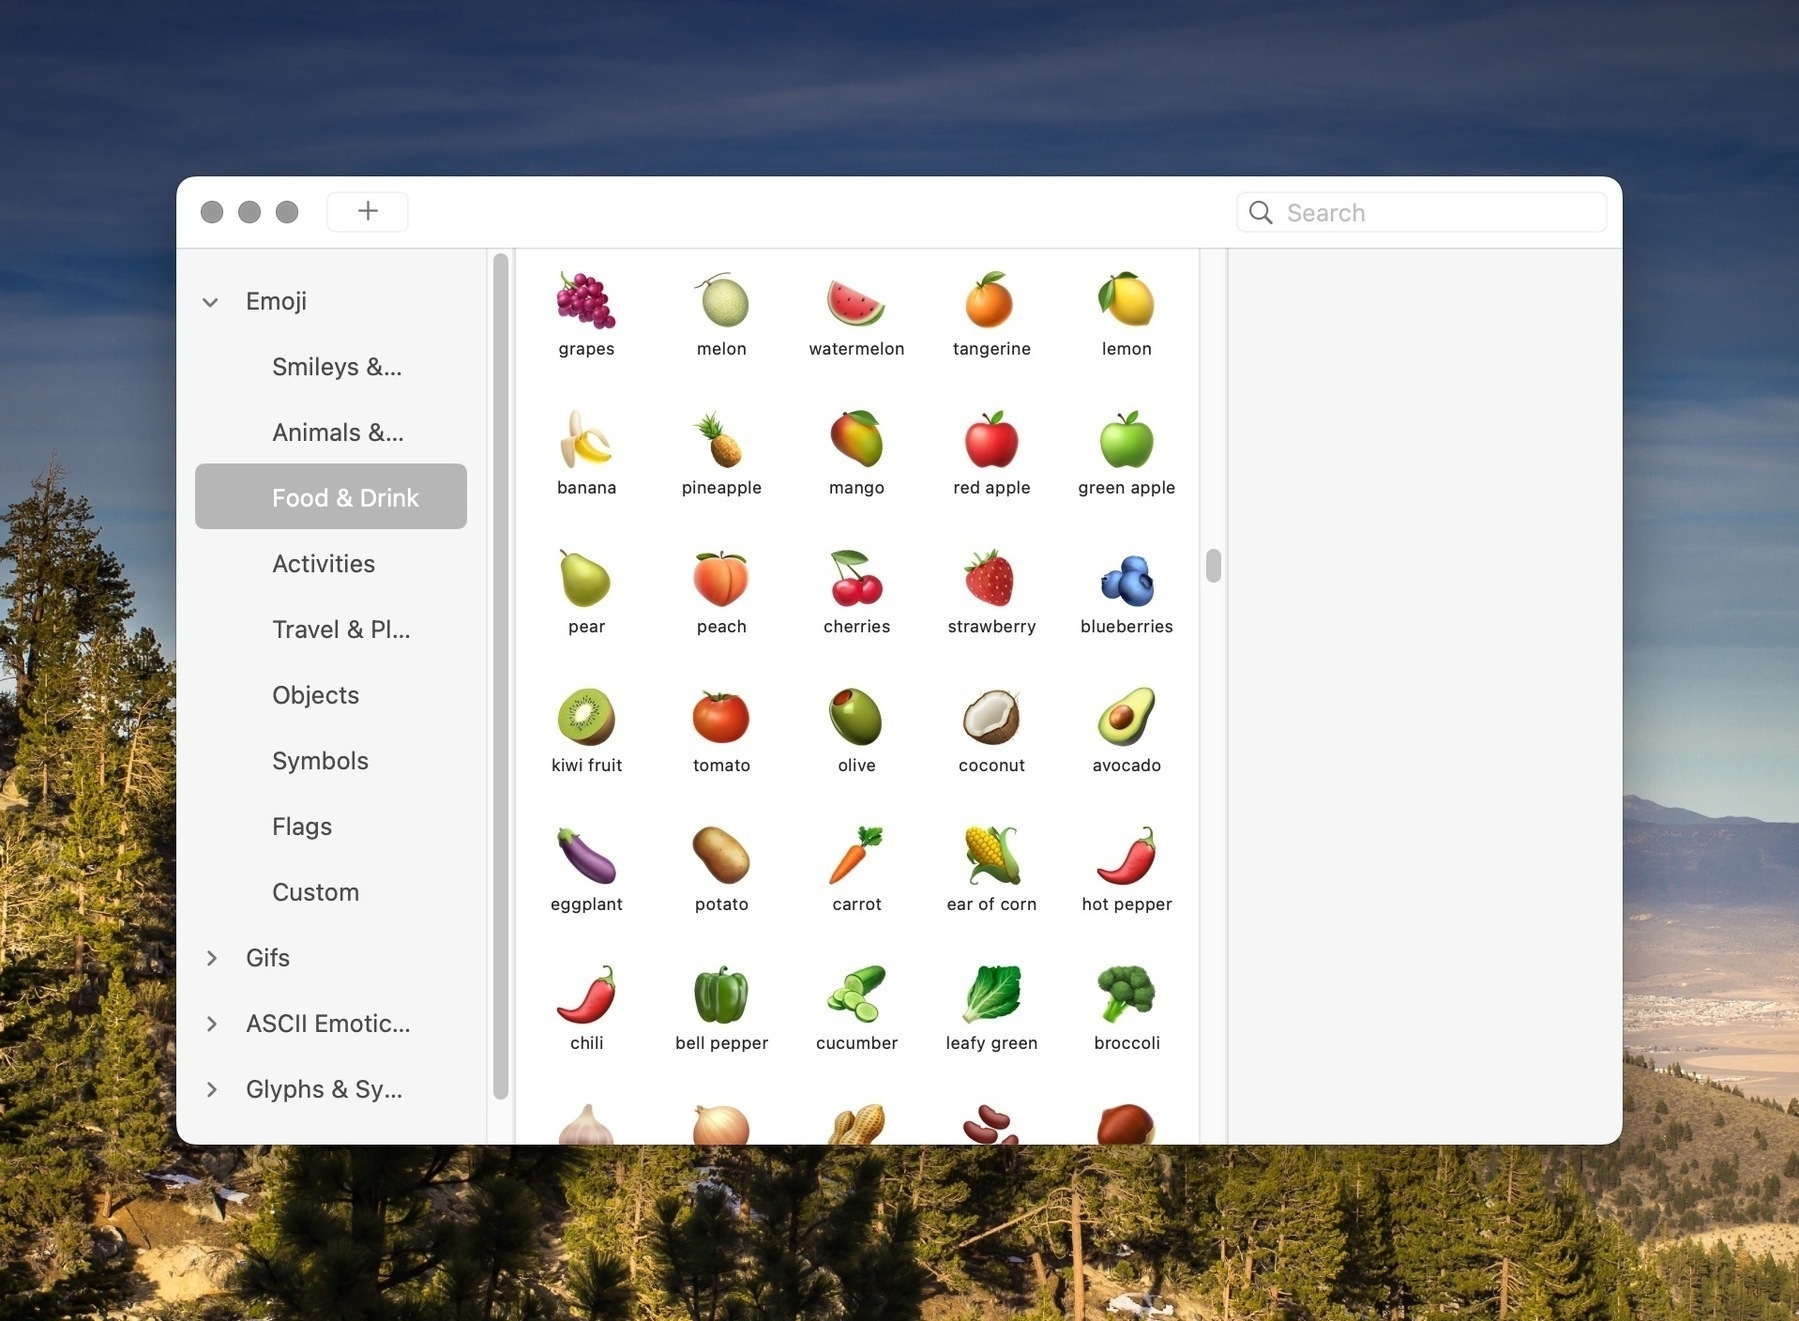 +
Search
Emoji
Smileys &...
Animals &...
Food & Drink
Activities
Travel & Pl...
Objects
Symbols
Flags
Custom
Gifs
ASCII Emotic...
Glyphs & Sy...
grapes melon watermelon tangerine lemon
banana pineapple mango red apple green apple
pear peach cherries strawberry blueberries
kiwi fruit tomato olive coconut avocado
eggplant potato carrot ear of corn hot pepper
chili bell pepper cucumber leafy green broccoli